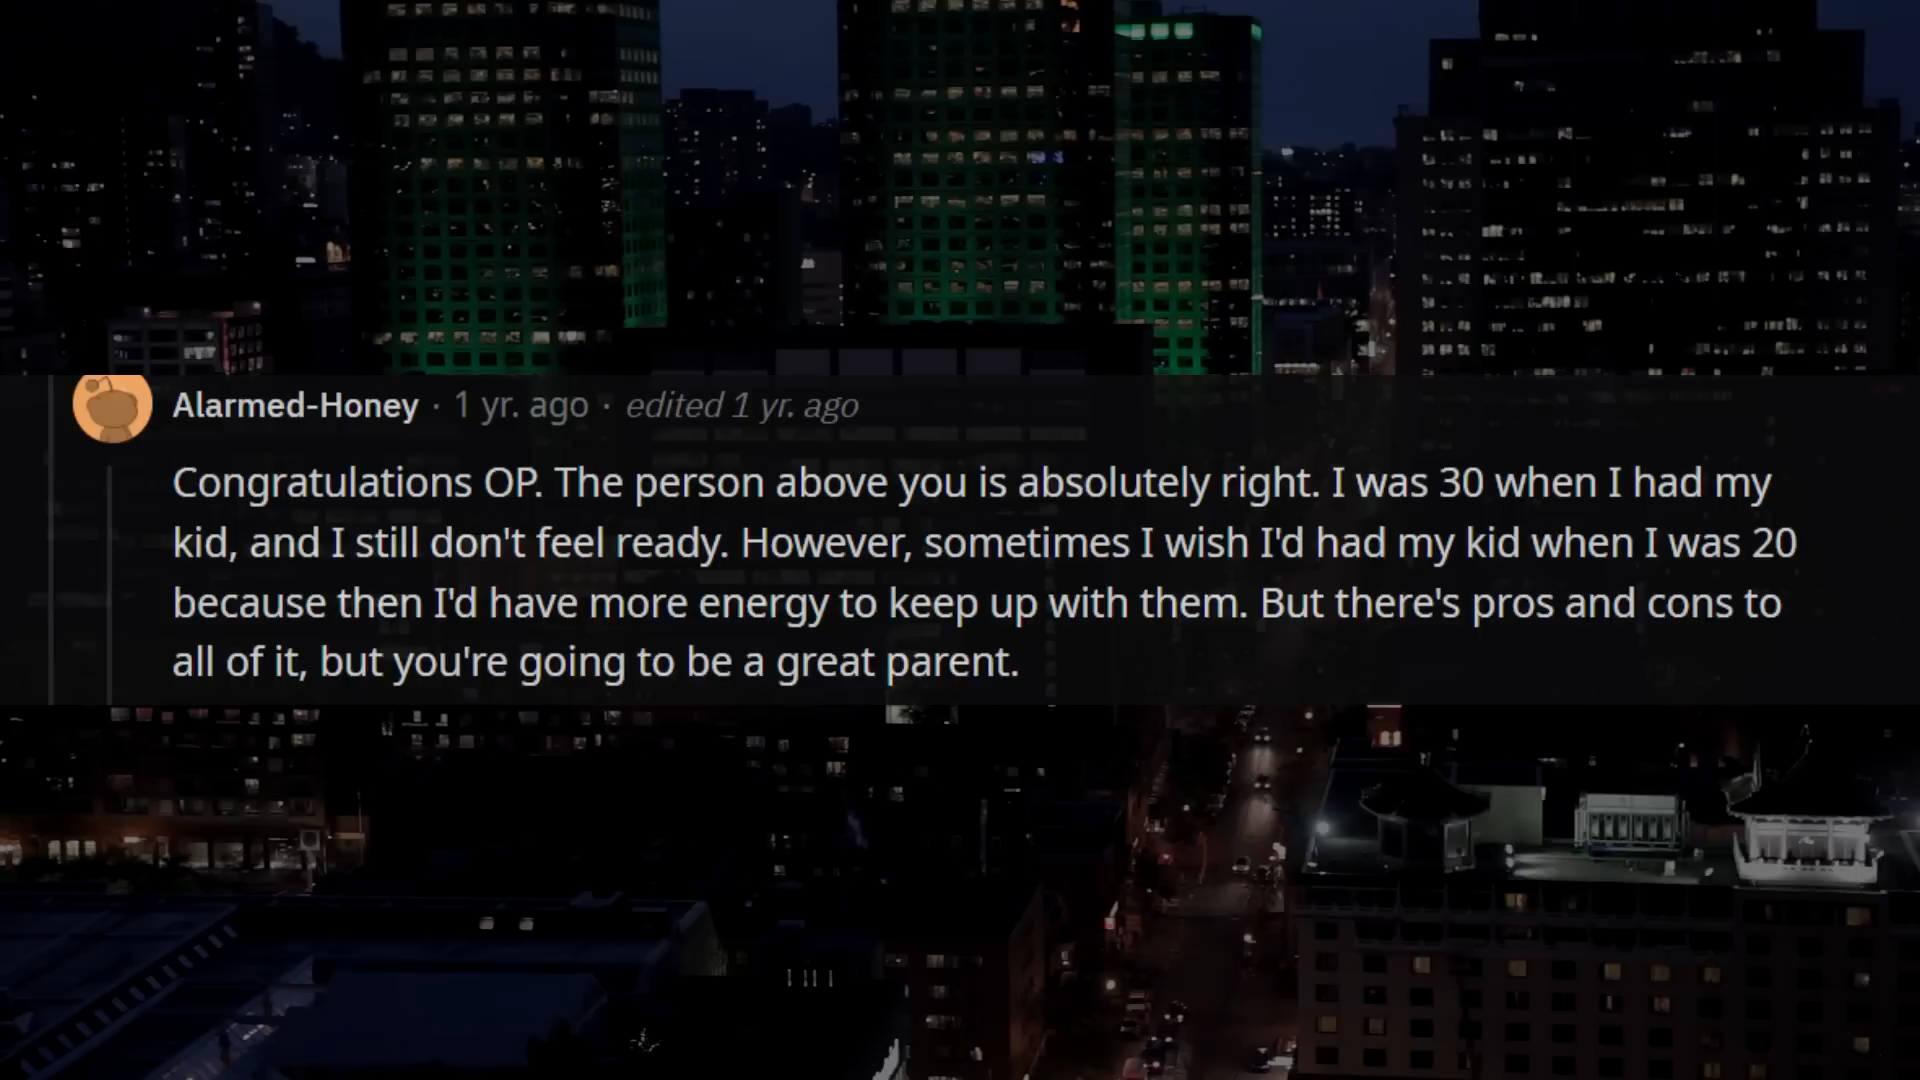 Alarmed-Honey · 1 yr. ago · edited 1 yr. ago
Congratulations OP. The person above you is absolutely right. I was 30 when I had my
kid, and I still don't feel ready. However, sometimes I wish I'd had my kid when I was 20
because then I'd have more energy to keep up with them. But there's pros and cons to
all of it, but you're going to be a great parent.